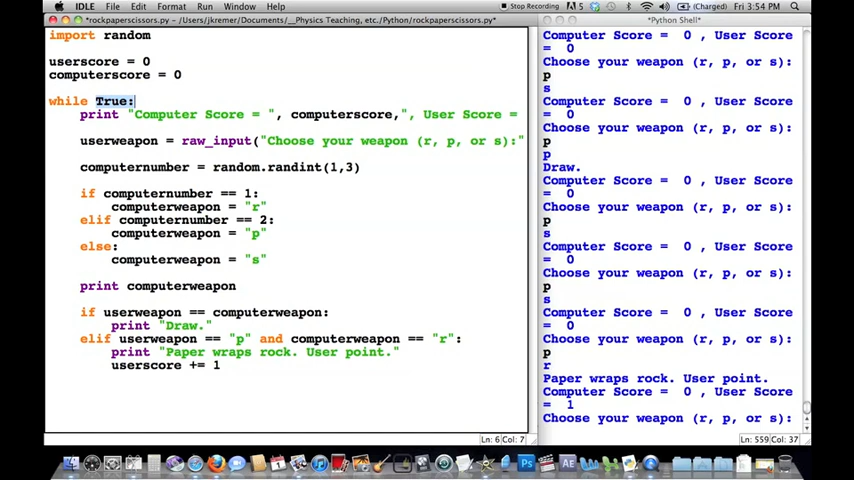 IDLE File Edit Format Run Windows Help
Stop Recording
5
(Charged)
Fri 3:54 PM
*rockpaperscissors.py - /Users/jkremer/Documents/__Physics Teaching, etc./Python/rockpaperscissors.py*
import random
userscore = 0
computerscore = 0
while True:
print "Computer Score = ", computerscore,", User Score =
userweapon = raw_input("Choose your weapon (r, p, or s):"
computernumber = random.randint(1,3)
if computernumber == 1:
computerweapon = "r"
elif computernumber == 2:
computerweapon = "p"
else:
computerweapon = "s"
print computerweapon
if userweapon == computerweapon:
print "Draw."
elif userweapon == "p" and computerweapon == "r":
print "Paper wraps rock. User point."
userscore += 1
Ln: 6 Col: 7
*Python Shell*
Computer Score =  0 , User Score
=  0
Choose your weapon (r, p, or s):
p
s
Computer Score =  0 , User Score
=  0
Choose your weapon (r, p, or s):
p
p
Draw.
Computer Score =  0 , User Score
=  0
Choose your weapon (r, p, or s):
p
s
Computer Score =  0 , User Score
=  0
Choose your weapon (r, p, or s):
p
s
Computer Score =  0 , User Score
=  0
Choose your weapon (r, p, or s):
p
r
Paper wraps rock. User point.
Computer Score =  0 , User Score
=  1
Choose your weapon (r, p, or s):
Ln: 559 Col: 37
Ps
AE